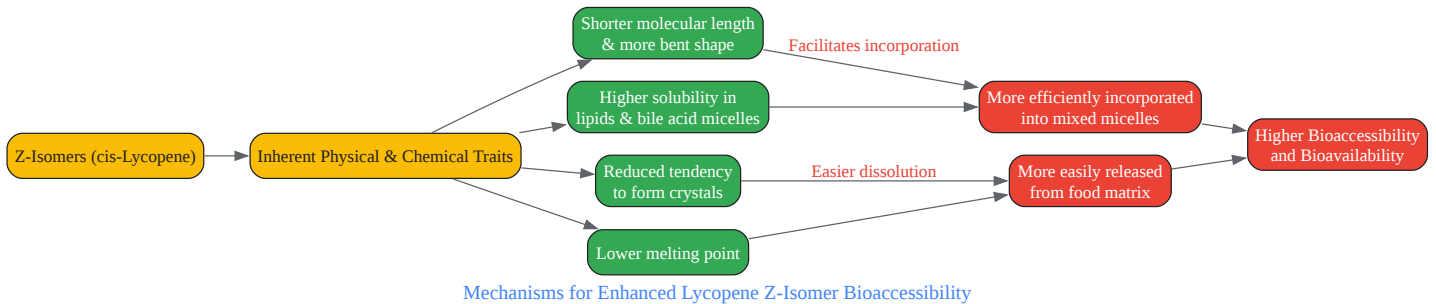 Z-Isomers (cis-Lycopene)
Inherent Physical & Chemical Traits
Shorter molecular length
& more bent shape
Higher solubility in
lipids & bile acid micelles
Reduced tendency
to form crystals
Lower melting point
Facilitates incorporation
Easier dissolution
More efficiently incorporated
into mixed micelles
More easily released
from food matrix
Higher Bioaccessibility
and Bioavailability
Mechanisms for Enhanced Lycopene Z-Isomer Bioaccessibility